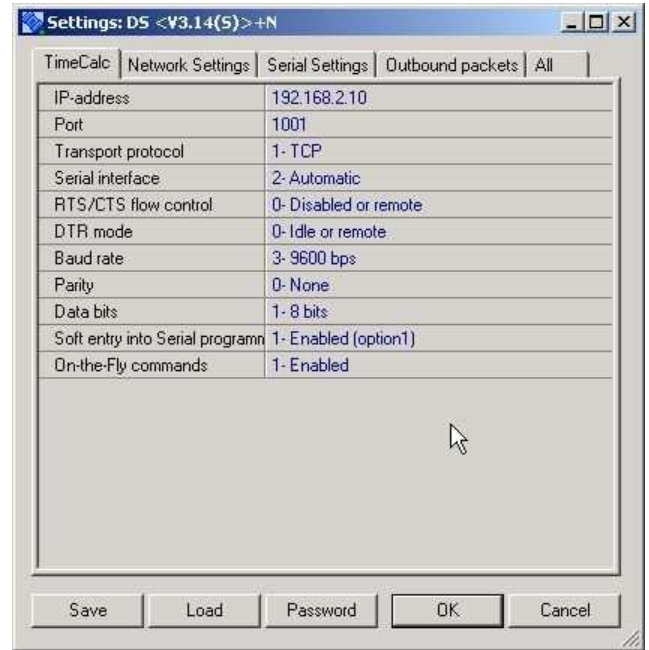 Settings: DS <V3.14(S)>+N
TimeCalc Network Settings Serial Settings Outbound packets All
IP-address 192.168.2.10
Port 1001
Transport protocol 1- TCP
Serial interface 2- Automatic
RTS/CTS flow control 0- Disabled or remote
DTR mode 0- Idle or remote
Baud rate 3- 9600 bps
Parity 0- None
Data bits 1- 8 bits
Soft entry into Serial programn 1- Enabled (option1)
On-the-Fly commands 1- Enabled
Save Load Password OK Cancel